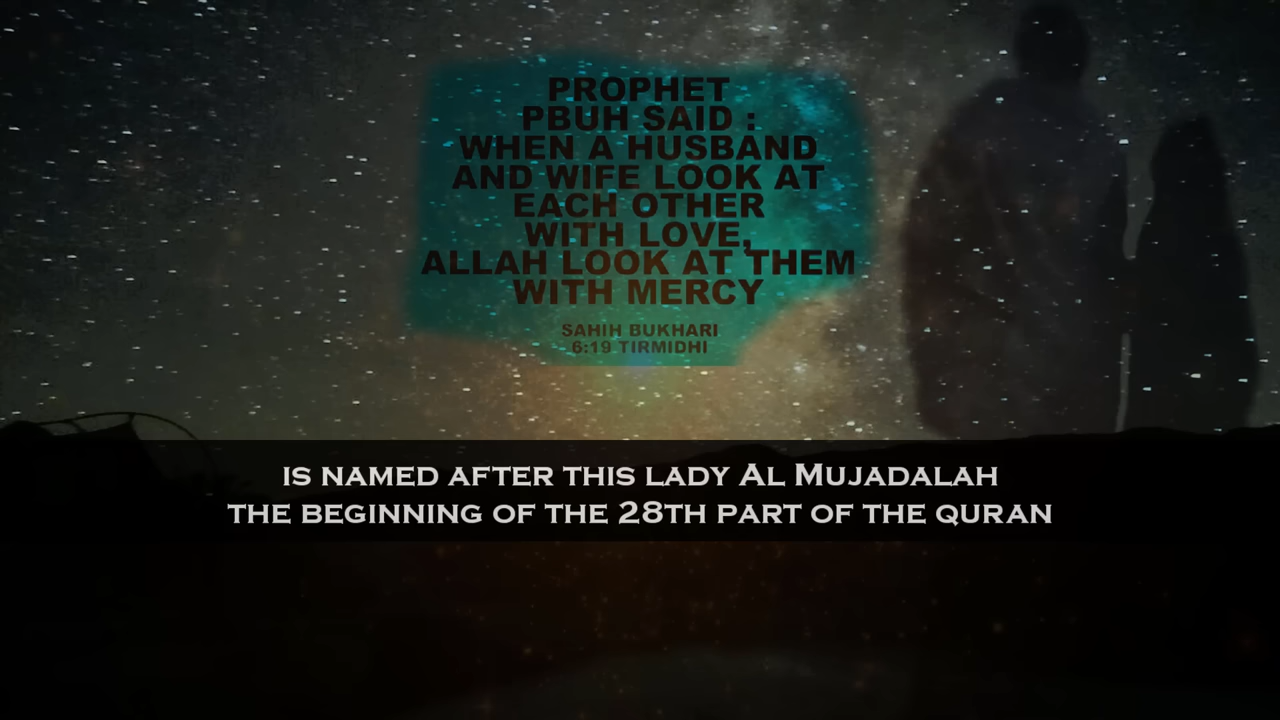 PROPHET
PBUH SAID :
WHEN A HUSBAND
AND WIFE LOOK AT
EACH OTHER
WITH LOVE,
ALLAH LOOK AT THEM
WITH MERCY
SAHIH BUKHARI
6:19 TIRMIDHI
IS NAMED AFTER THIS LADY AL MUJADALAH
THE BEGINNING OF THE 28TH PART OF THE QURAN